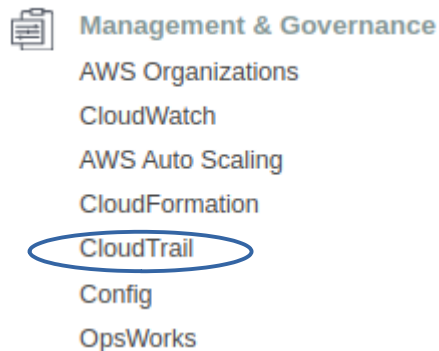 Management & Governance
AWS Organizations
CloudWatch
AWS Auto Scaling
CloudFormation
CloudTrail
Config
OpsWorks